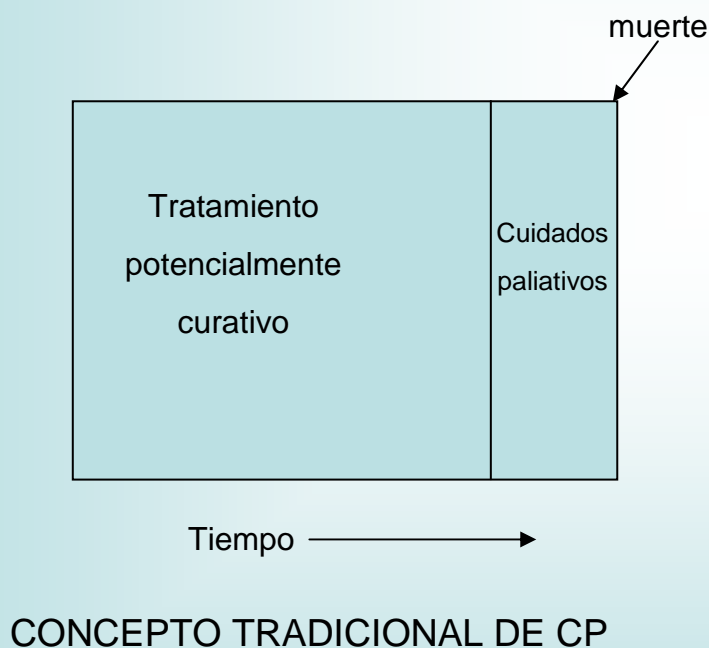 muerte
Tratamiento
potencialmente
curativo
Cuidados
paliativos
Tiempo
CONCEPTO TRADICIONAL DE CP